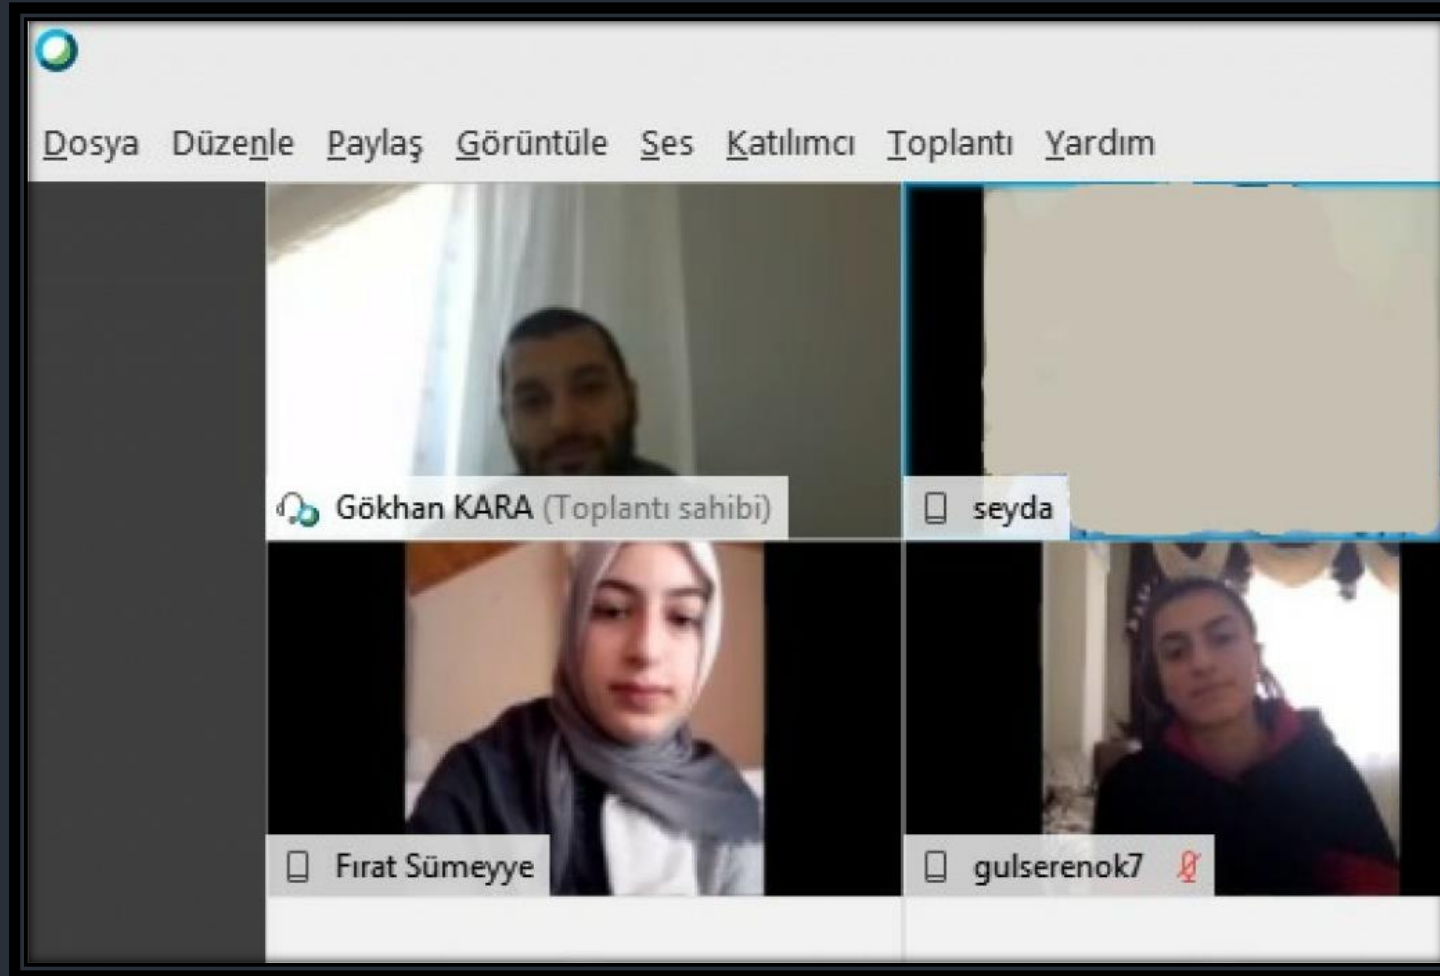 Dosya Düzenle Paylaş Görüntüle Ses Katılımcı Toplantı Yardım
Gökhan KARA (Toplantı sahibi)
seyda
Fırat Sümeyye
gulserenok7